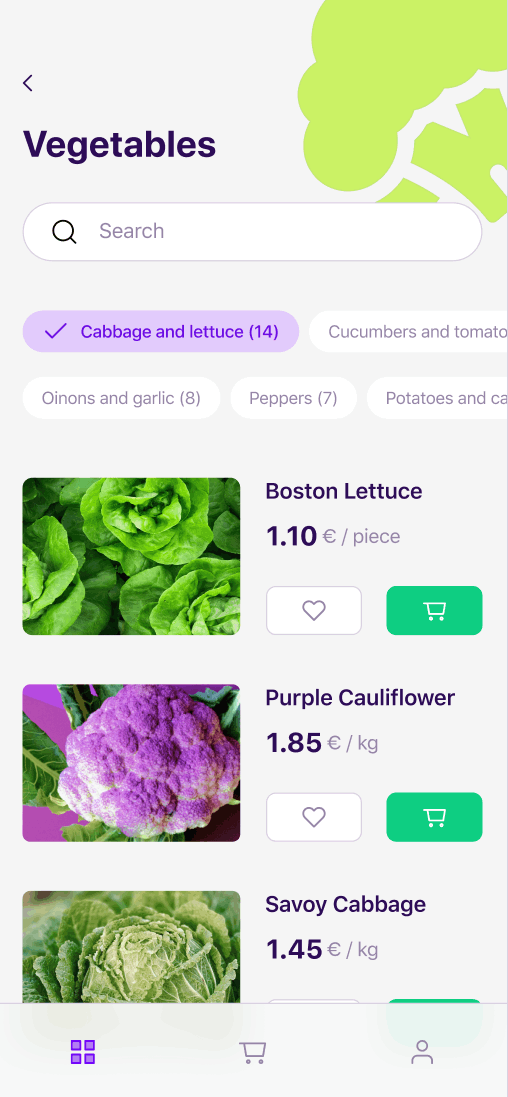 Vegetables
Search
Cabbage and lettuce (14)
Cucumbers and tomato
Oinons and garlic (8)
Peppers (7)
Potatoes and ca
Boston Lettuce
1.10 € / piece
Purple Cauliflower
1.85 € / kg
Savoy Cabbage
1.45 € / kg